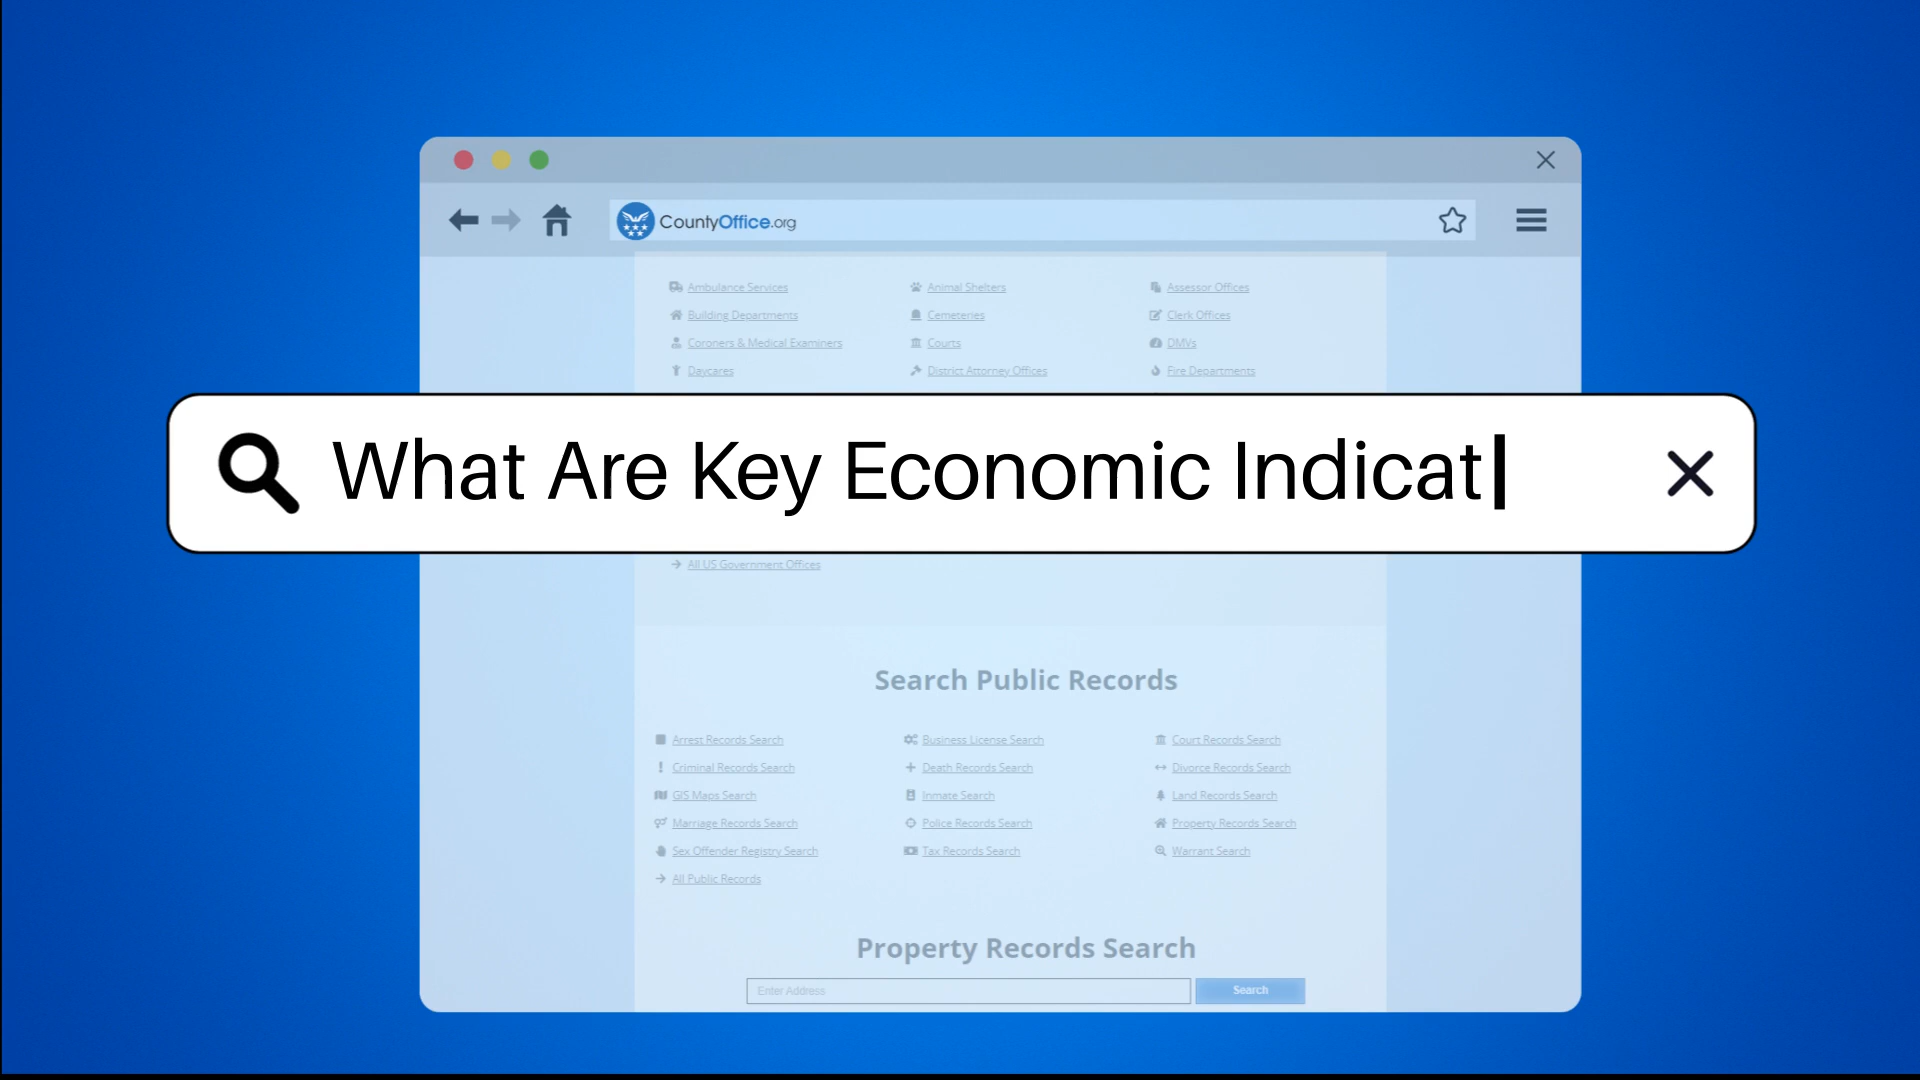 CountyOffice.org
Ambulance Services Animal Shelters Assessor Offices
Building Departments Cemeteries Clerk Offices
Coroners & Medical Examiners Courts DMVs
Daycares District Attorney Offices Fire Departments
What Are Key Economic Indicat
All US Government Offices
Search Public Records
Arrest Records Search Business License Search Court Records Search
Criminal Records Search Death Records Search Divorce Records Search
GIS Maps Search Inmate Search Land Records Search
Marriage Records Search Police Records Search Property Records Search
Sex Offender Registry Search Tax Records Search Warrant Search
All Public Records
Property Records Search
Enter Address Search